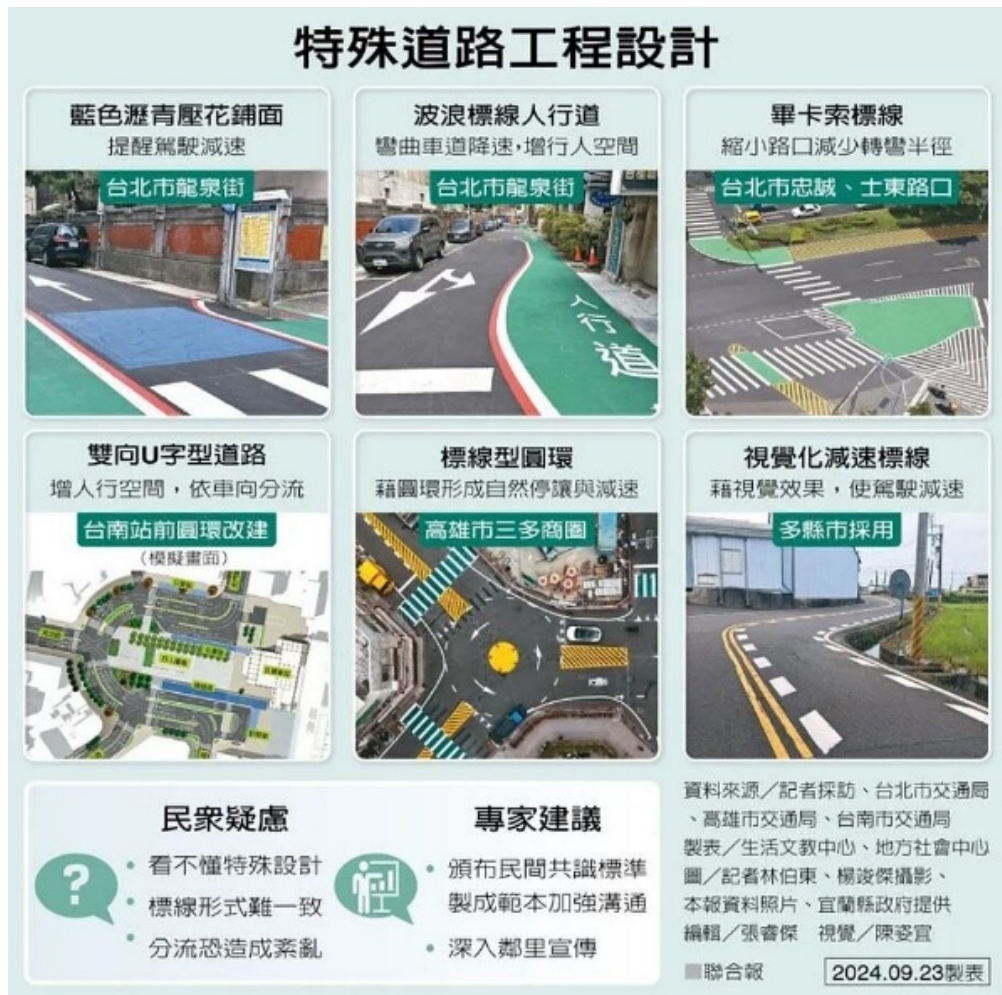 特殊道路工程設計
藍色瀝青壓花鋪面
提醒駕駛減速
台北市龍泉街
波浪標線人行道
彎曲車道降速,增行人空間
台北市龍泉街
人行道
畢卡索標線
縮小路口減少轉彎半徑
台北市忠誠、士東路口
雙向U字型道路
增人行空間,依車向分流
台南站前圓環改建
(模擬畫面)
標線型圓環
藉圓環形成自然停讓與減速
高雄市三多商圈
視覺化減速標線
藉視覺效果,使駕駛減速
多縣市採用
民眾疑慮
?
• 看不懂特殊設計
• 標線形式難一致
• 分流恐造成紊亂
專家建議
• 頒布民間共識標準
製成範本加強溝通
• 深入鄰里宣傳
資料來源/記者採訪、台北市交通局
、高雄市交通局、台南市交通局
製表/生活文教中心、地方社會中心
圖/記者林伯東、楊竣傑攝影、
本報資料照片、宜蘭縣政府提供
編輯/張睿傑 視覺/陳姿宜
■聯合報
2024.09.23製表